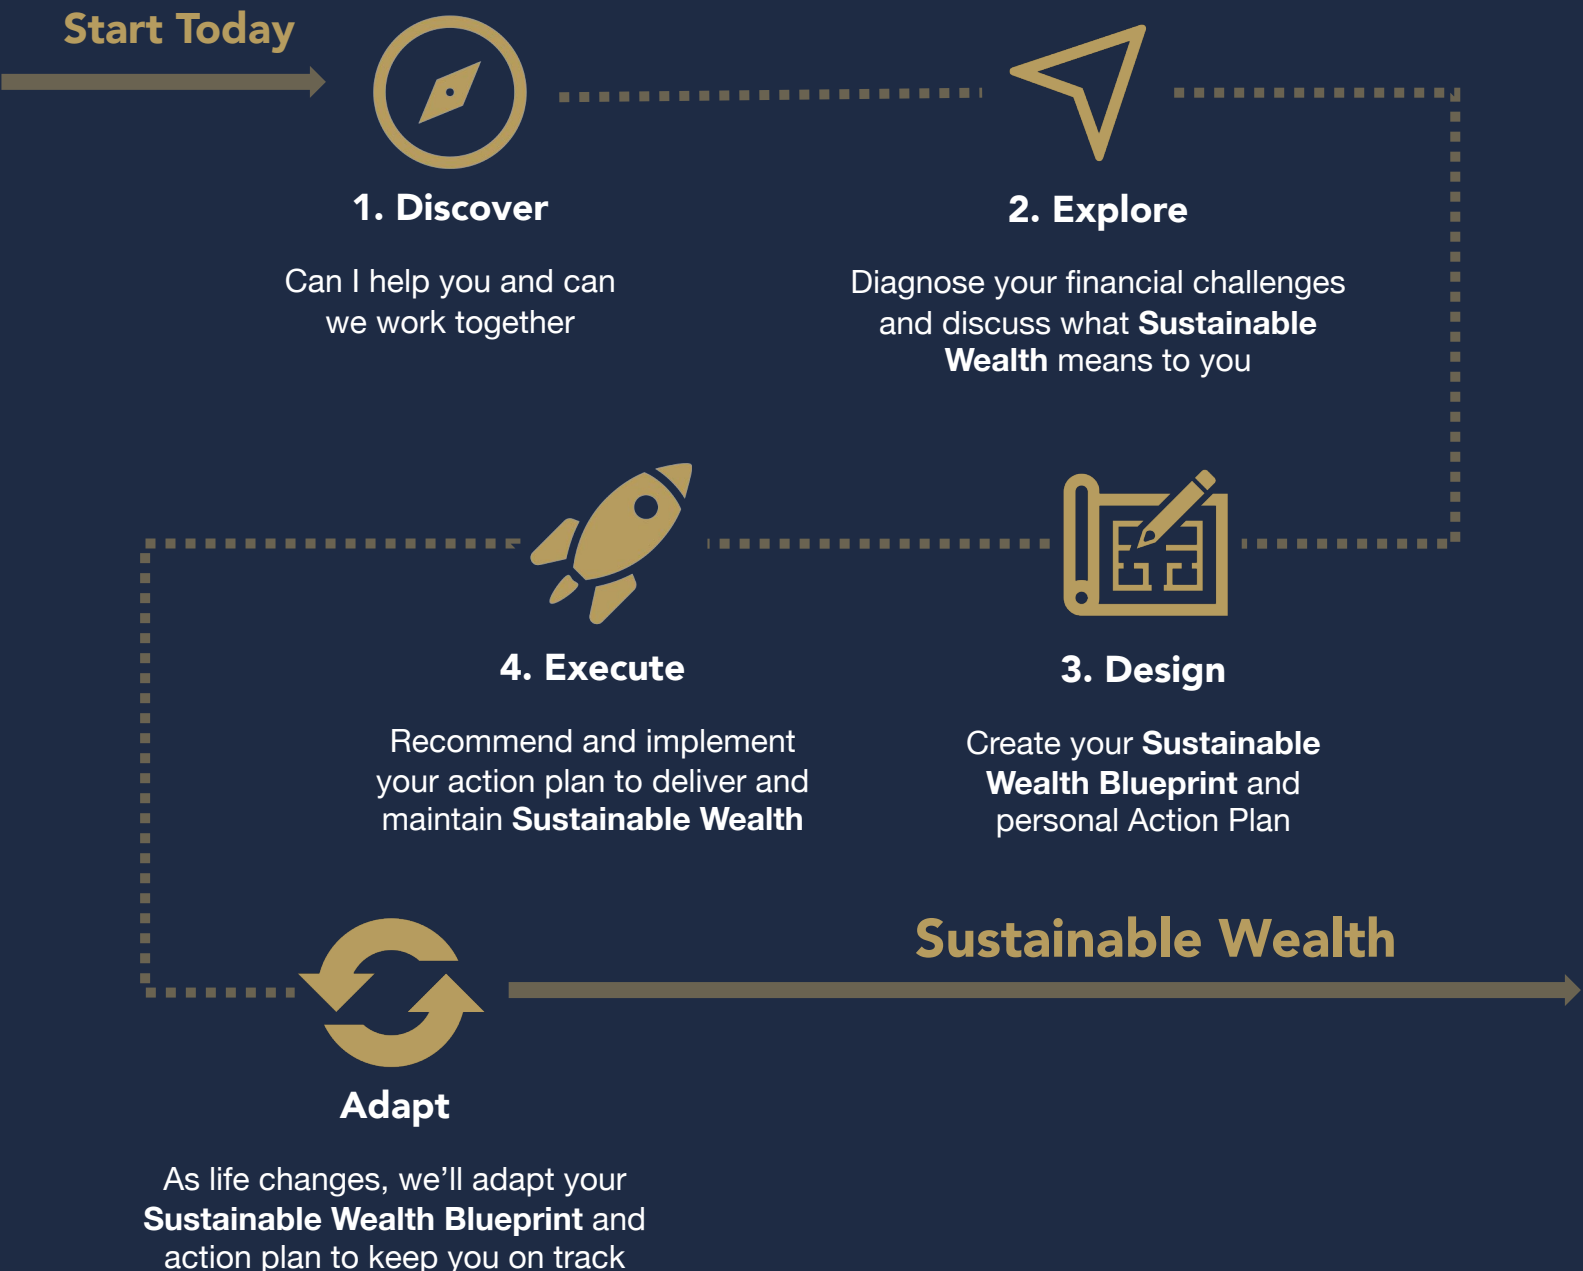 Start Today
1. Discover
Can I help you and can
we work together
2. Explore
Diagnose your financial challenges
and discuss what Sustainable
Wealth means to you
3. Design
Create your Sustainable
Wealth Blueprint and
personal Action Plan
4. Execute
Recommend and implement
your action plan to deliver and
maintain Sustainable Wealth
Adapt
As life changes, we’ll adapt your
Sustainable Wealth Blueprint and
action plan to keep you on track
Sustainable Wealth